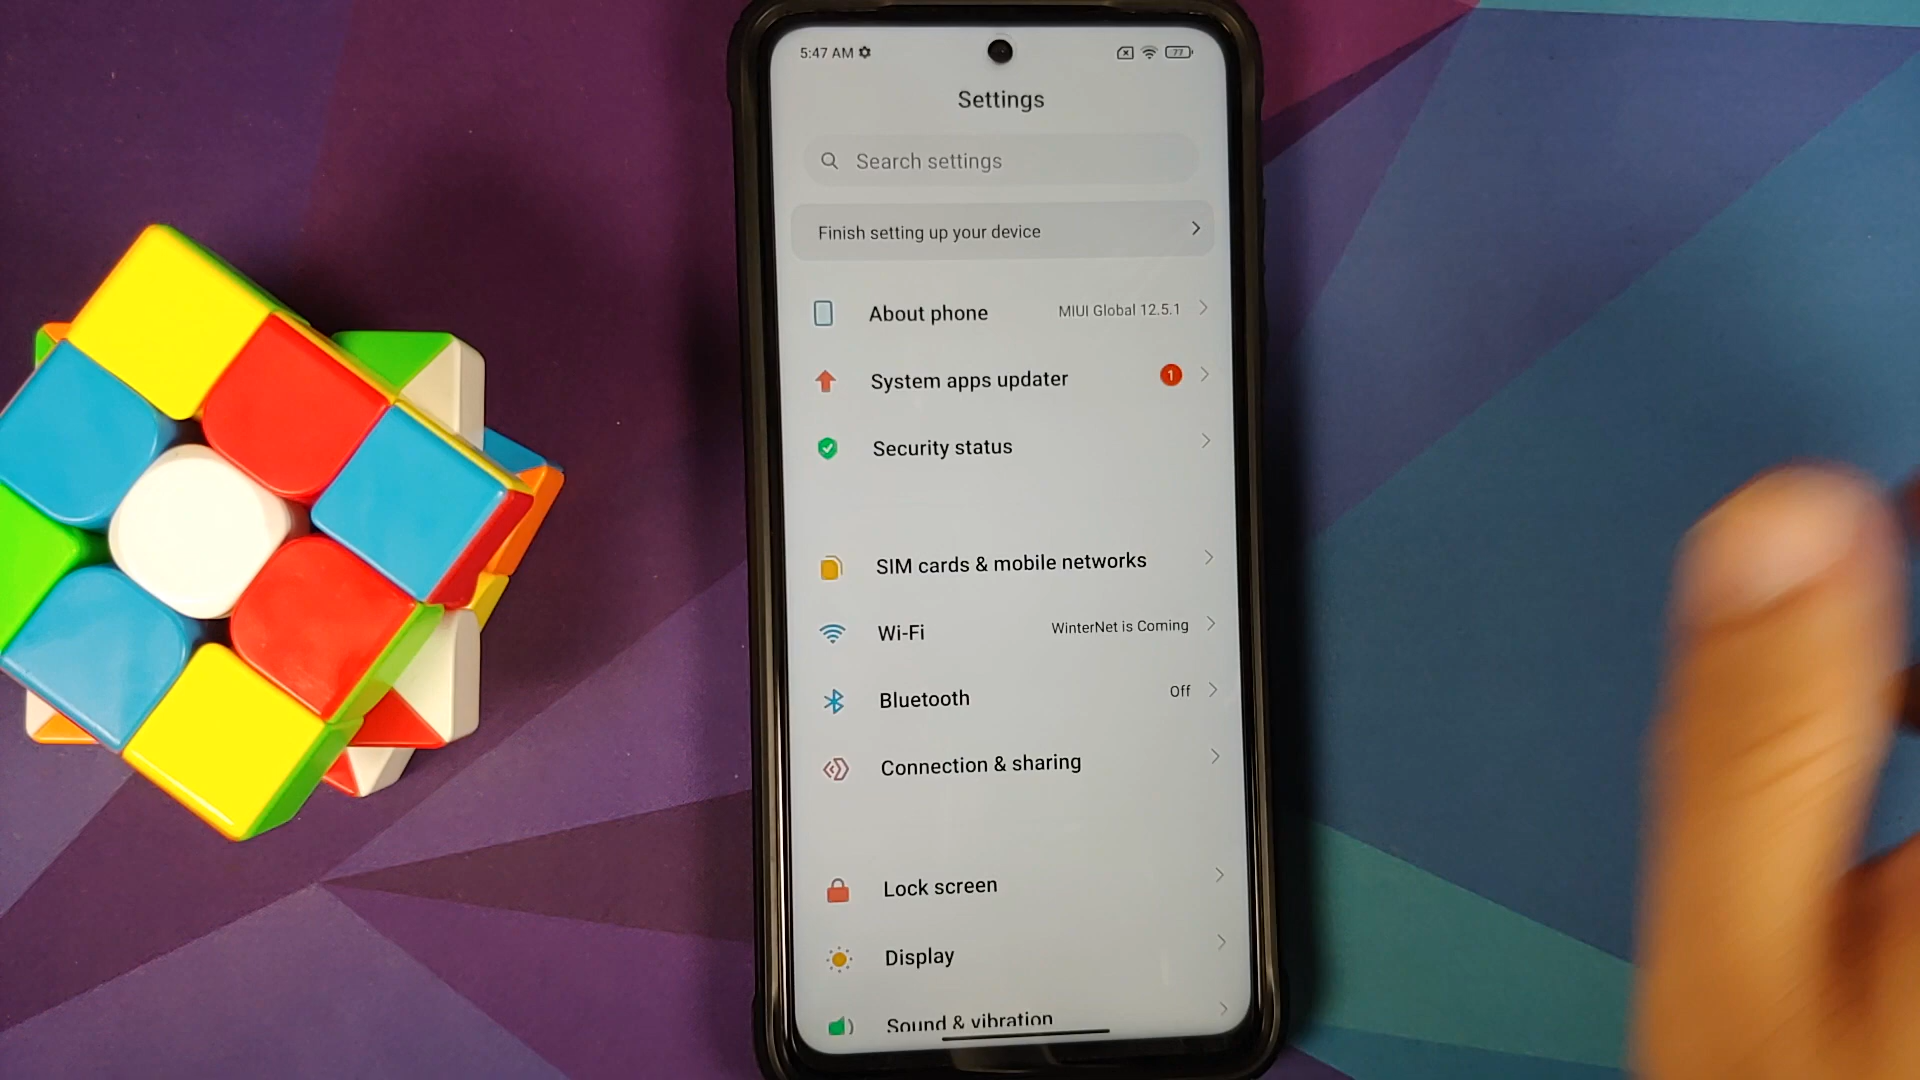 5:47 AM
77
Settings
Search settings
Finish setting up your device
About phone MIUI Global 12.5.1
System apps updater 1
Security status
SIM cards & mobile networks
Wi-Fi WinterNet is Coming
Bluetooth Off
Connection & sharing
Lock screen
Display
Sound & vibration